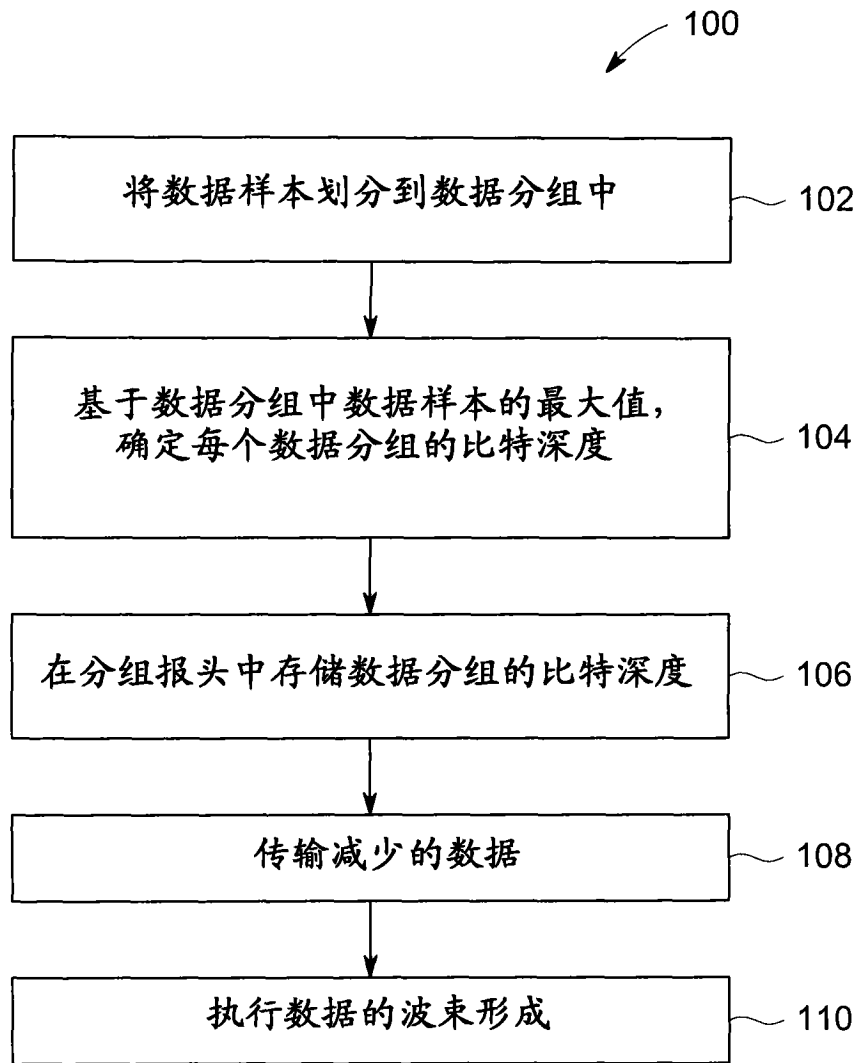 100
将数据样本划分到数据分组中
102
基于数据分组中数据样本的最大值，
确定每个数据分组的比特深度
104
在分组报头中存储数据分组的比特深度
106
传输减少的数据
108
执行数据的波束形成
110